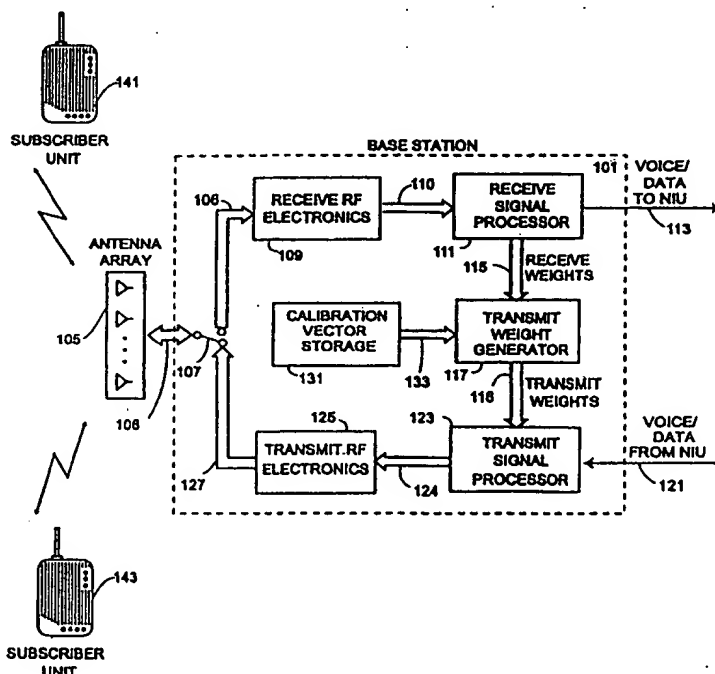 141
SUBSCRIBER
UNIT
BASE STATION
101
VOICE/
DATA
TO NIU
113
106
RECEIVE RF
ELECTRONICS
109
110
RECEIVE
SIGNAL
PROCESSOR
111
115
RECEIVE
WEIGHTS
ANTENNA
ARRAY
105
106
107
CALIBRATION
VECTOR
STORAGE
131
133
TRANSMIT
WEIGHT
GENERATOR
117
118
TRANSMIT
WEIGHTS
125
TRANSMIT.RF
ELECTRONICS
127
123
TRANSMIT
SIGNAL
PROCESSOR
124
VOICE/
DATA
FROM NIU
121
143
SUBSCRIBER
UNIT